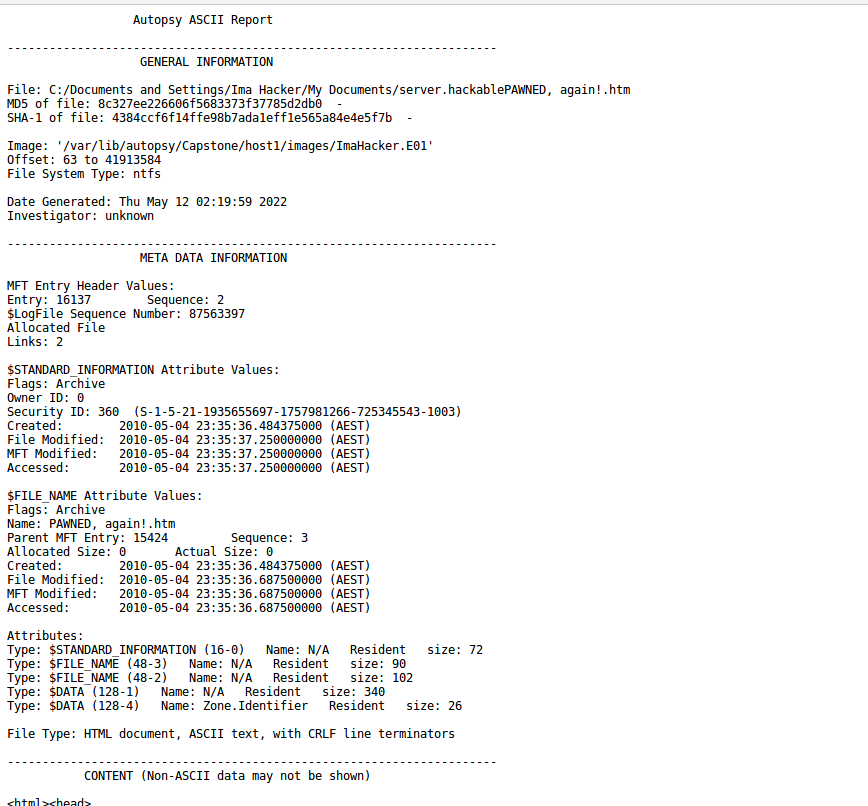 Autopsy ASCII Report
----------------------------------------------------------------------
GENERAL INFORMATION
File: C:/Documents and Settings/Ima Hacker/My Documents/server.hackablePAWNED, again!.htm
MD5 of file: 8c327ee226606f5683373f37785d2db0  -
SHA-1 of file: 4384ccf6f14ffe98b7ada1eff1e565a84e4e5f7b  -
Image: '/var/lib/autopsy/Capstone/host1/images/ImaHacker.E01'
Offset: 63 to 41913584
File System Type: ntfs
Date Generated: Thu May 12 02:19:59 2022
Investigator: unknown
----------------------------------------------------------------------
META DATA INFORMATION
MFT Entry Header Values:
Entry: 16137        Sequence: 2
$LogFile Sequence Number: 87563397
Allocated File
Links: 2
$STANDARD_INFORMATION Attribute Values:
Flags: Archive
Owner ID: 0
Security ID: 360  (S-1-5-21-1935655697-1757981266-725345543-1003)
Created:        2010-05-04 23:35:36.484375000 (AEST)
File Modified:  2010-05-04 23:35:37.250000000 (AEST)
MFT Modified:   2010-05-04 23:35:37.250000000 (AEST)
Accessed:       2010-05-04 23:35:37.250000000 (AEST)
$FILE_NAME Attribute Values:
Flags: Archive
Name: PAWNED, again!.htm
Parent MFT Entry: 15424         Sequence: 3
Allocated Size: 0       Actual Size: 0
Created:        2010-05-04 23:35:36.484375000 (AEST)
File Modified:  2010-05-04 23:35:36.687500000 (AEST)
MFT Modified:   2010-05-04 23:35:36.687500000 (AEST)
Accessed:       2010-05-04 23:35:36.687500000 (AEST)
Attributes:
Type: $STANDARD_INFORMATION (16-0)   Name: N/A   Resident   size: 72
Type: $FILE_NAME (48-3)   Name: N/A   Resident   size: 90
Type: $FILE_NAME (48-2)   Name: N/A   Resident   size: 102
Type: $DATA (128-1)   Name: N/A   Resident   size: 340
Type: $DATA (128-4)   Name: Zone.Identifier   Resident   size: 26
File Type: HTML document, ASCII text, with CRLF line terminators
----------------------------------------------------------------------
CONTENT (Non-ASCII data may not be shown)
<html><head>